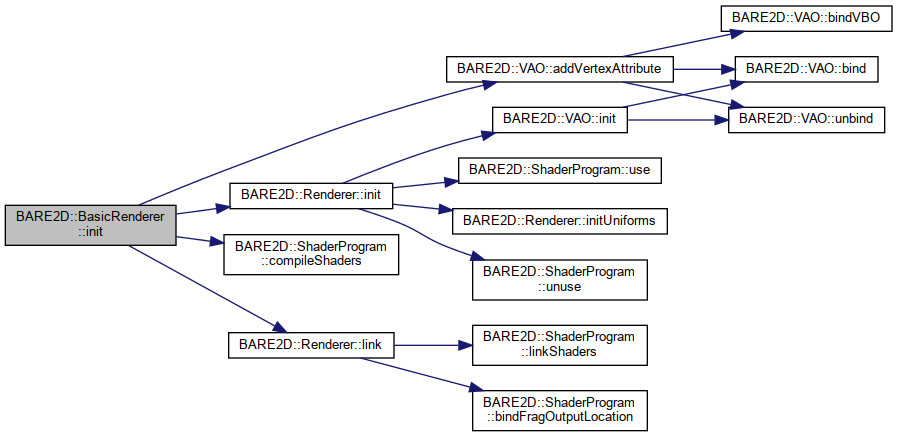 BARE2D::BasicRenderer
::init
BARE2D::VAO::addVertexAttribute
BARE2D::VAO::bindVBO
BARE2D::VAO::bind
BARE2D::VAO::unbind
BARE2D::Renderer::init
BARE2D::VAO::init
BARE2D::ShaderProgram::use
BARE2D::Renderer::initUniforms
BARE2D::ShaderProgram
::unuse
BARE2D::ShaderProgram
::compileShaders
BARE2D::Renderer::link
BARE2D::ShaderProgram
::linkShaders
BARE2D::ShaderProgram
::bindFragOutputLocation